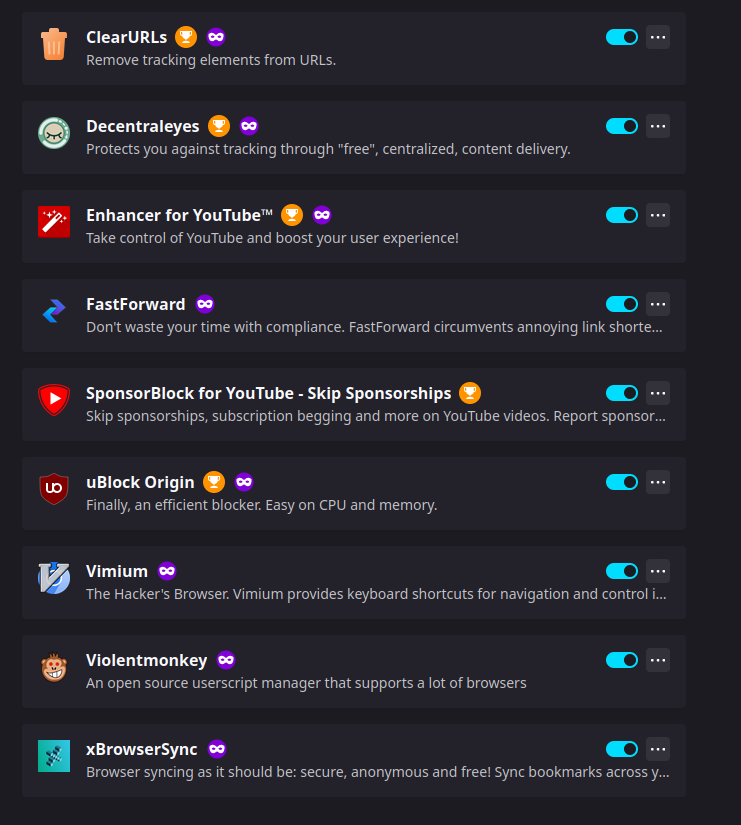 ClearURLs
Remove tracking elements from URLs.
Decentraleyes
Protects you against tracking through "free", centralized, content delivery.
Enhancer for YouTube™
Take control of YouTube and boost your user experience!
FastForward
Don't waste your time with compliance. FastForward circumvents annoying link shorte...
SponsorBlock for YouTube - Skip Sponsorships
Skip sponsorships, subscription begging and more on YouTube videos. Report sponsor...
uBlock Origin
Finally, an efficient blocker. Easy on CPU and memory.
Vimium
The Hacker's Browser. Vimium provides keyboard shortcuts for navigation and control i...
Violentmonkey
An open source userscript manager that supports a lot of browsers
xBrowserSync
Browser syncing as it should be: secure, anonymous and free! Sync bookmarks across y...